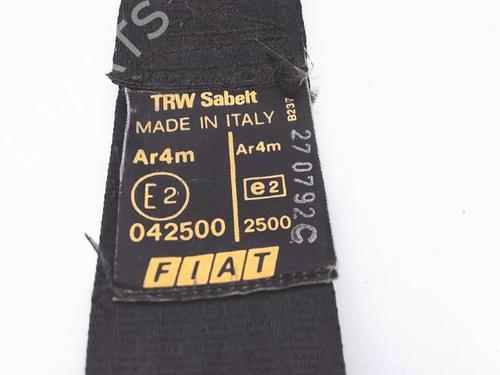 B-PARTS
TRW Sabelt
MADE IN ITALY
Ar4m
E2
042500
Ar4m
e2
2500
FIAT
B237
270792C